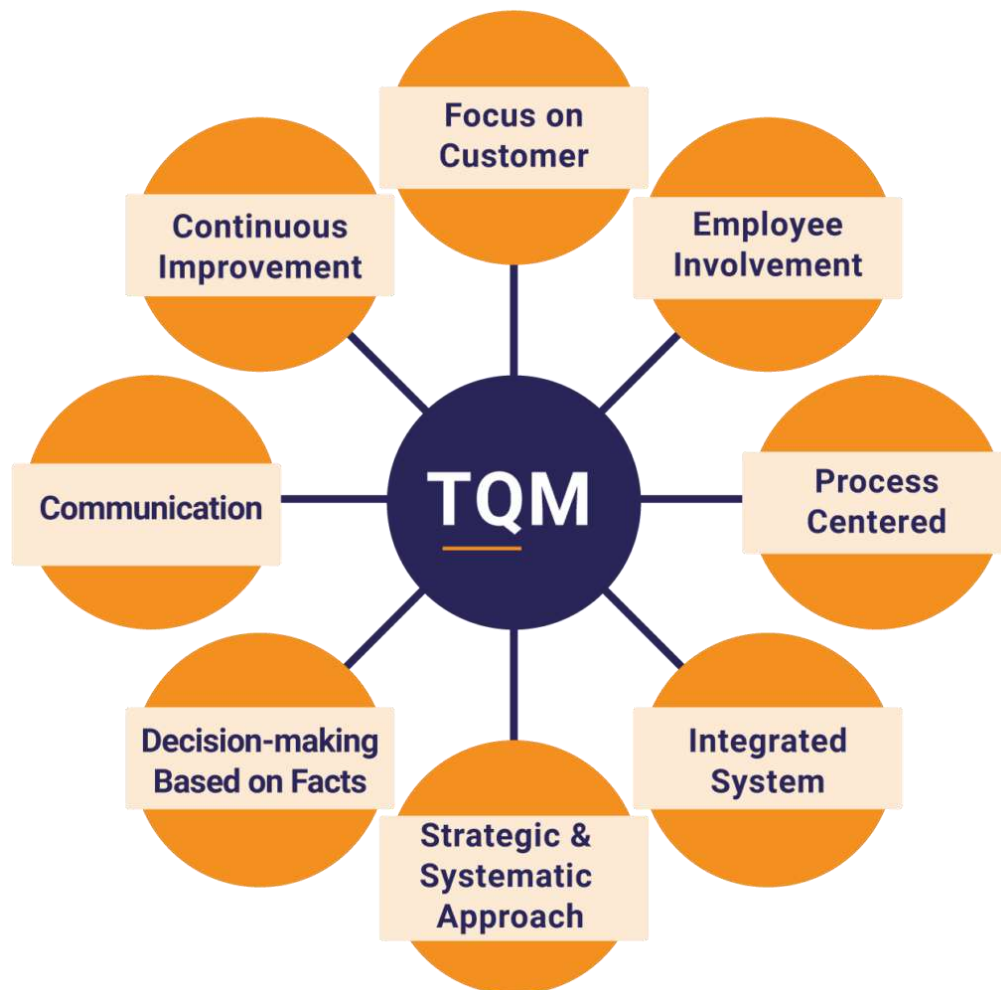 Focus on
Customer
Employee
Involvement
Process
Centered
Integrated
System
Strategic &
Systematic
Approach
Decision-making
Based on Facts
Communication
Continuous
Improvement
TQM